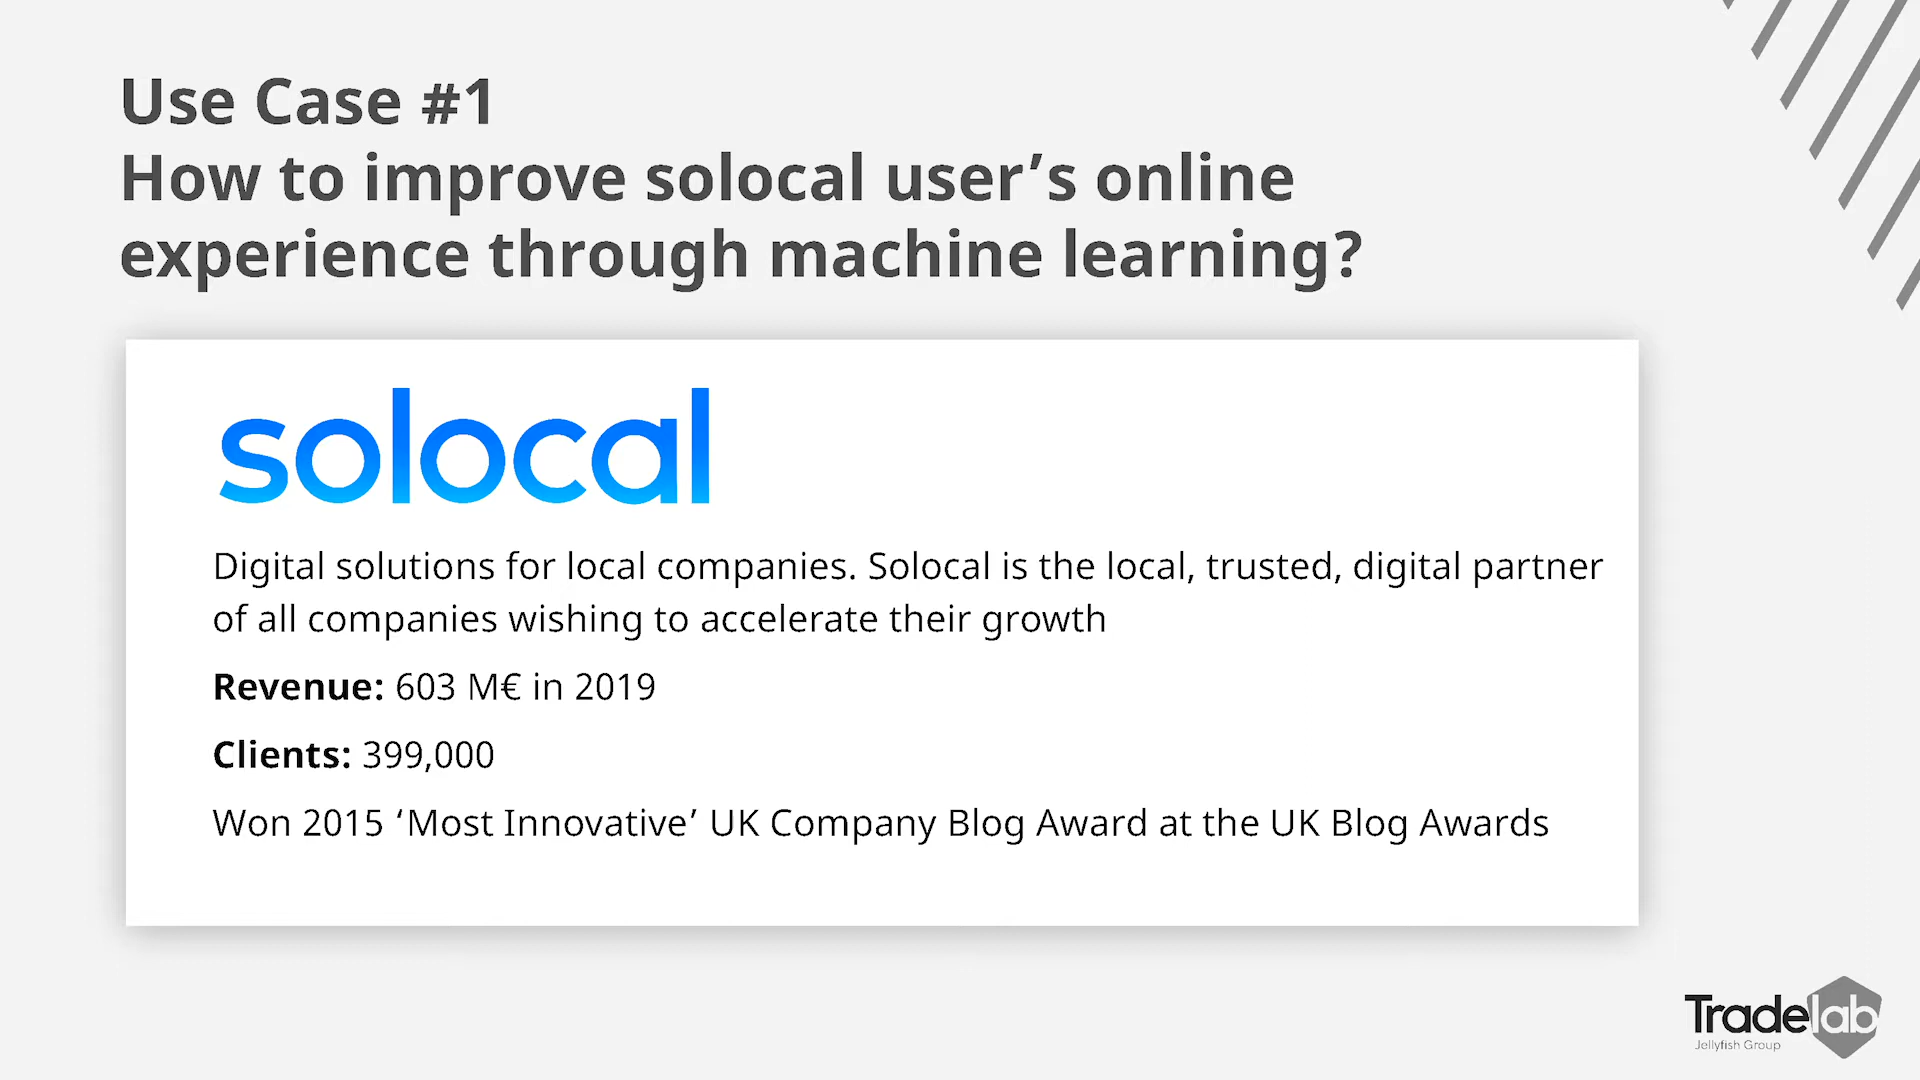 Use Case #1
How to improve solocal user’s online
experience through machine learning?
solocal
Digital solutions for local companies. Solocal is the local, trusted, digital partner
of all companies wishing to accelerate their growth
Revenue: 603 M€ in 2019
Clients: 399,000
Won 2015 ‘Most Innovative’ UK Company Blog Award at the UK Blog Awards
Tradelab
Jellyfish Group